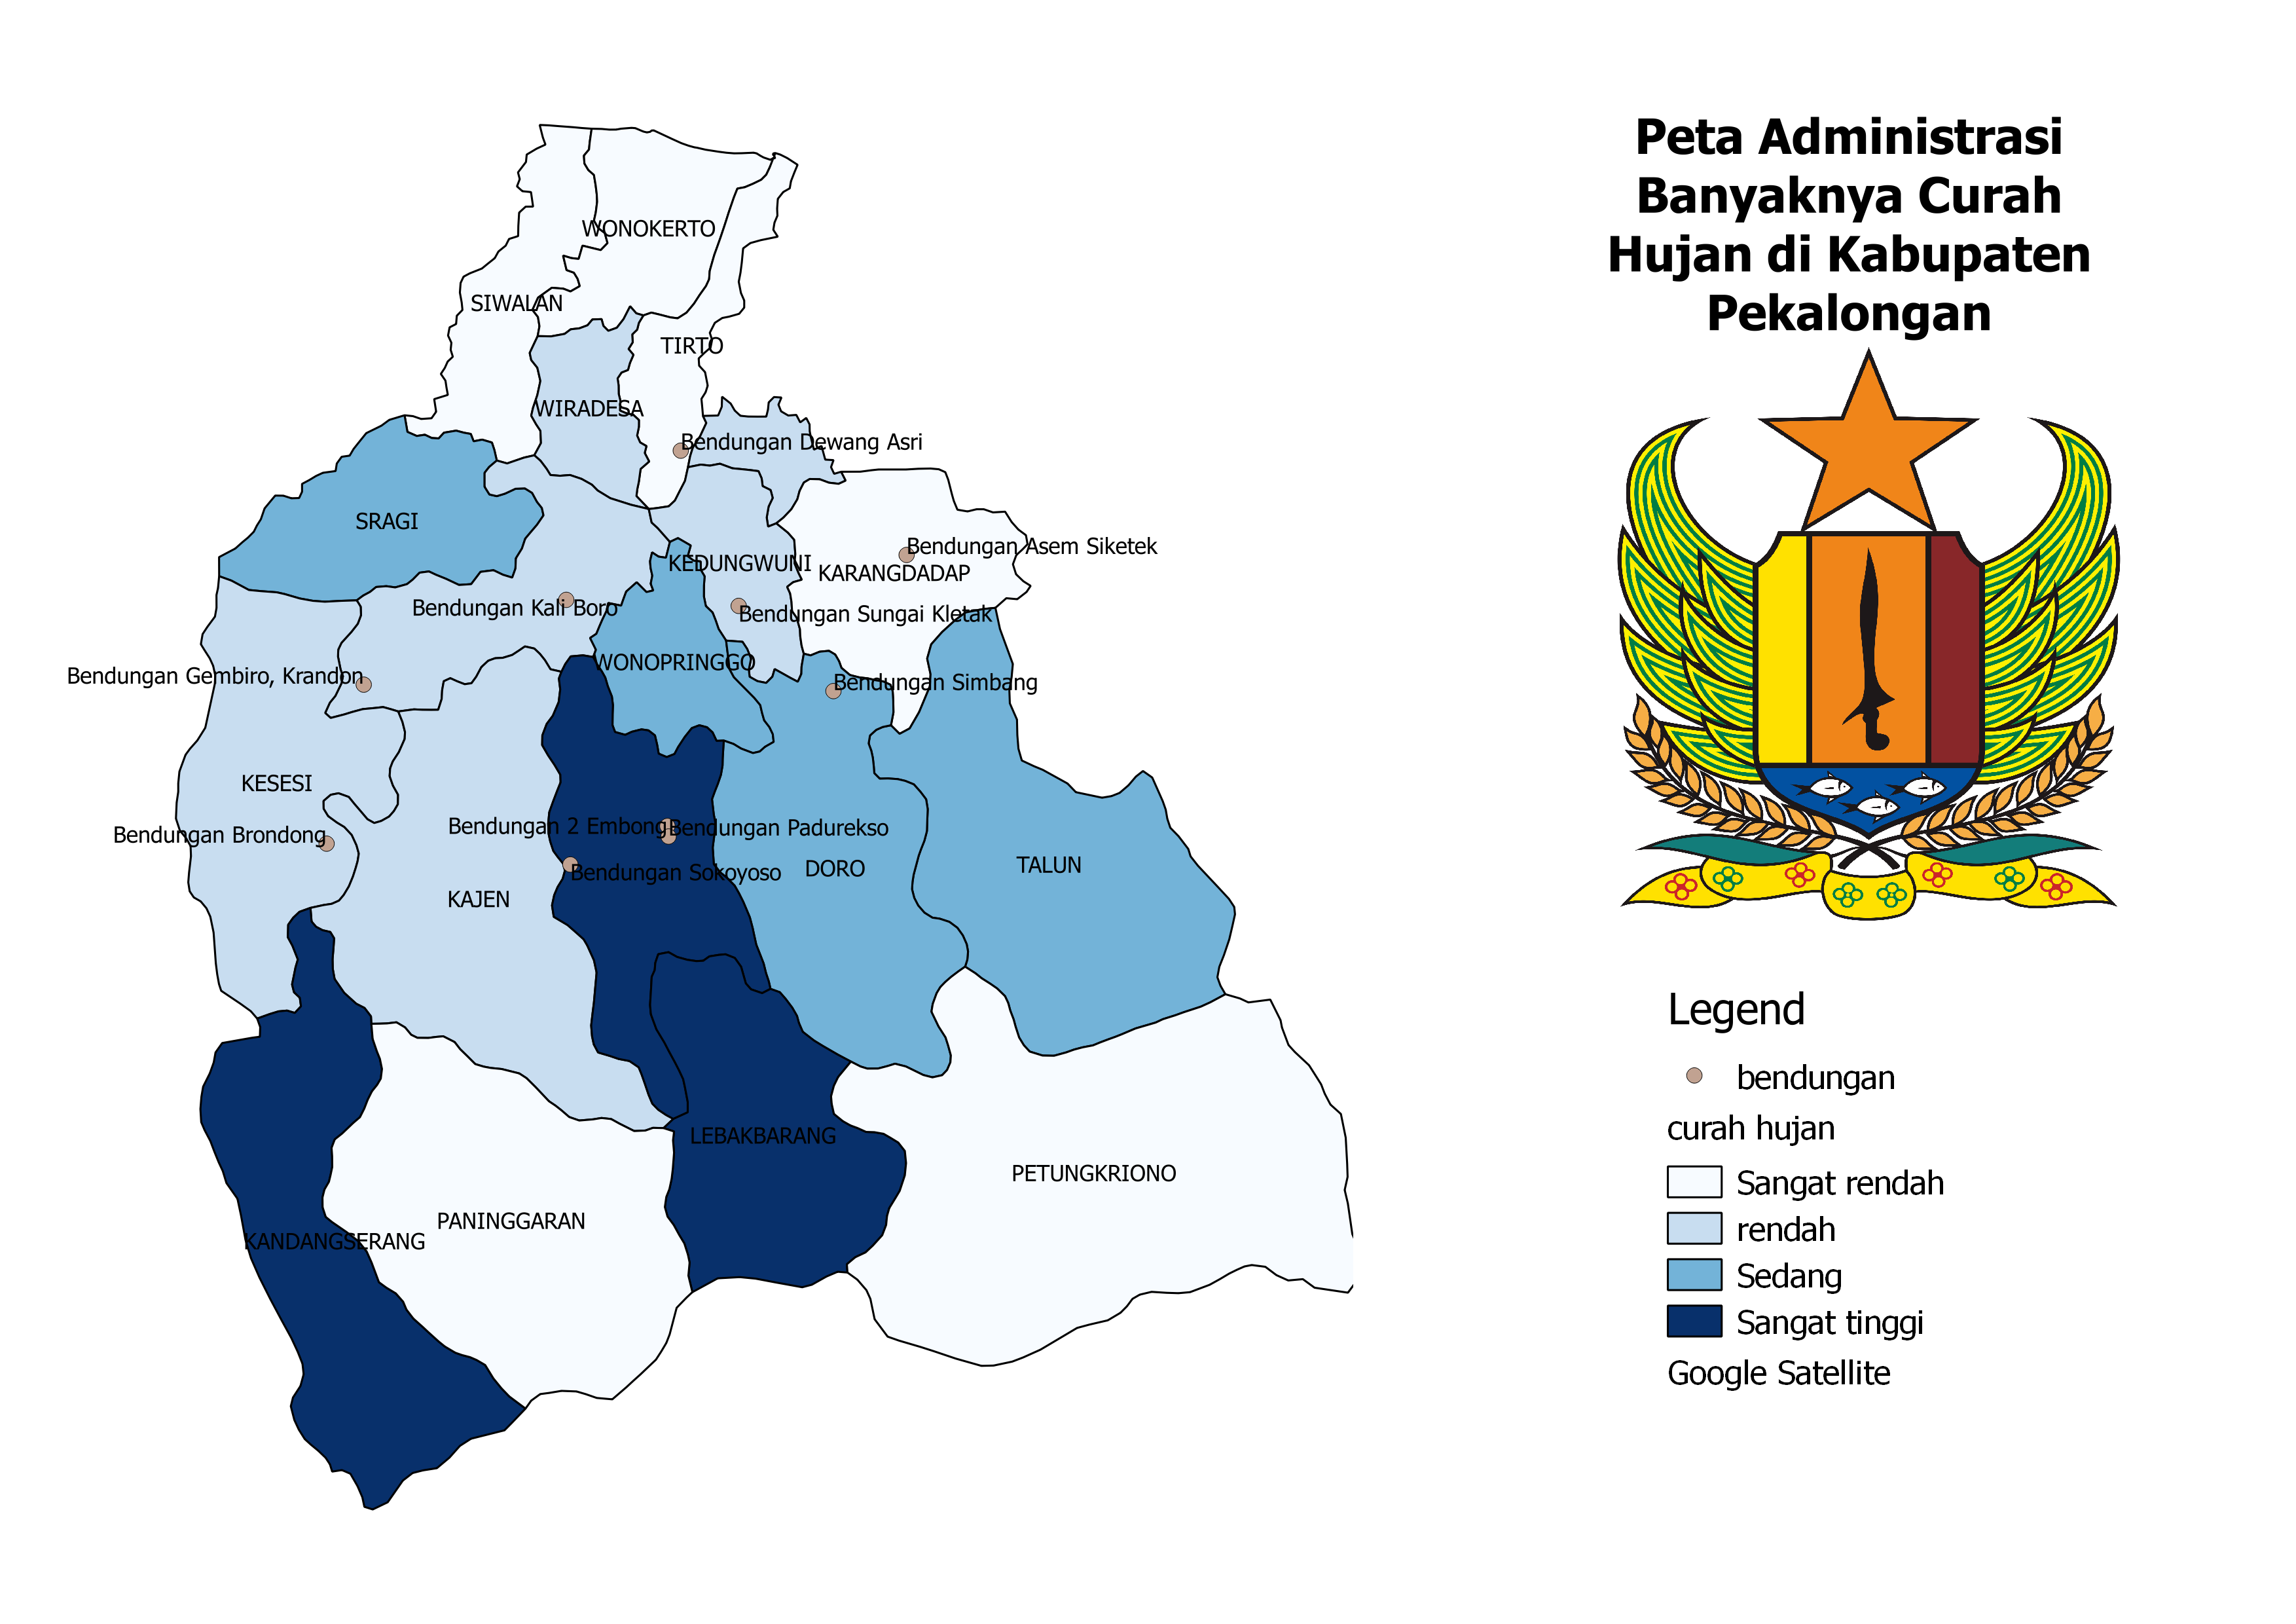 Peta Administrasi
Banyaknya Curah
Hujan di Kabupaten
Pekalongan
WONOKERTO
SIWALAN
TIRTO
WIRADESA
Bendungan Dewang Asri
SRAGI
Bendungan Asem Siketek
KEDUNGWUNI
KARANGDADAP
Bendungan Kali Boro
Bendungan Sungai Kletak
WONOPRINGGO
Bendungan Gembiro, Krandon
Bendungan Simbang
KESESI
Bendungan 2 Embong
Bendungan Padurekso
Bendungan Brondong
DORO
TALUN
Bendungan Sokoyoso
KAJEN
LEBAKBARANG
PETUNGKRIONO
PANINGGARAN
KANDANGSERANG
Legend
bendungan
curah hujan
Sangat rendah
rendah
Sedang
Sangat tinggi
Google Satellite